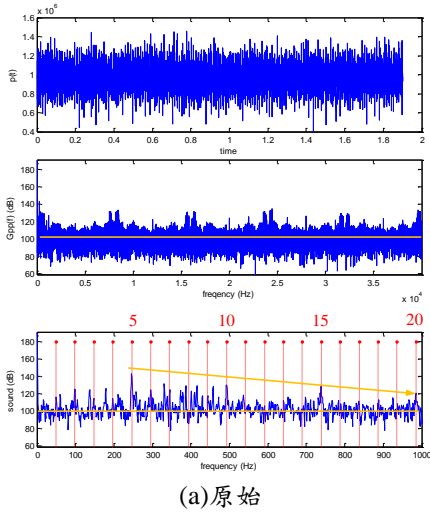 x 10^6
1.6
1.4
1.2
1
0.8
0.6
0.4
p(t)
0 0.2 0.4 0.6 0.8 1 1.2 1.4 1.6 1.8 2
time
180
160
140
120
100
80
60
Gpp(f) (dB)
0 0.5 1 1.5 2 2.5 3 3.5 4
freqency (Hz)
x 10^4
5 10 15 20
180
160
140
120
100
80
60
sound (dB)
0 100 200 300 400 500 600 700 800 900 1000
frequency (Hz)
(a)原始